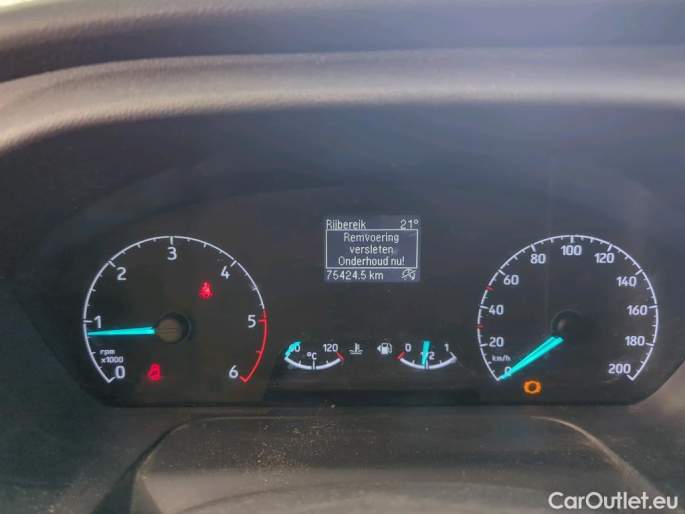 Rijbereik 21°
Remvoering
versleten
Onderhoud nu!
75424.5 km
0 1 2 3 4 5 6
rpm
x1000
120
°C
0 1/2 1
0 20 40 60 80 100 120 140 160 180 200
km/h
CarOutlet.eu